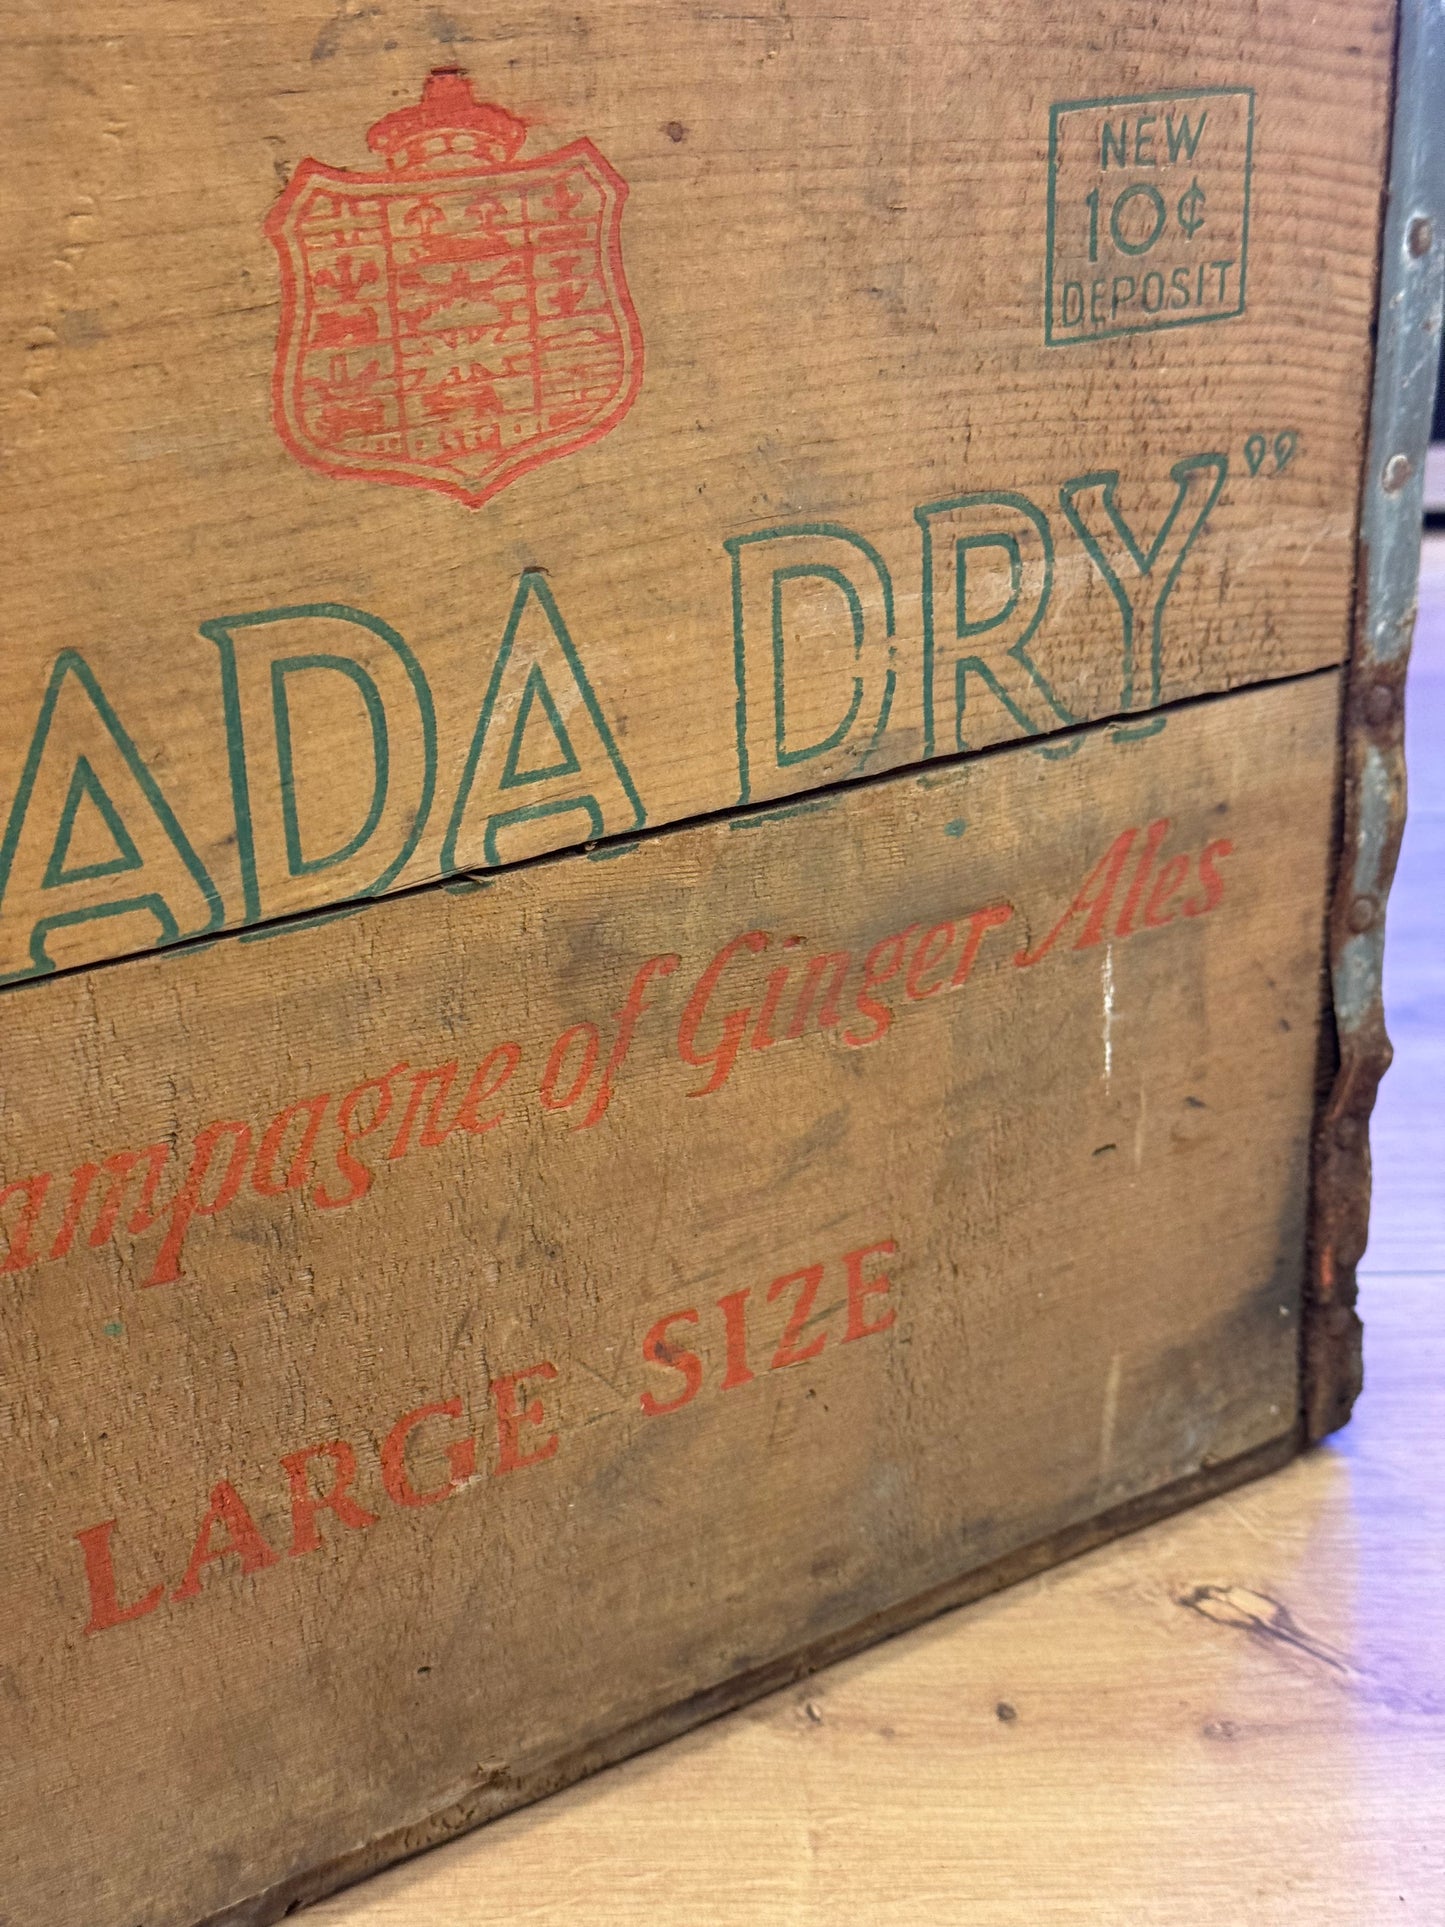 NEW
10¢
DEPOSIT
ADA DRY”
ampagne of Ginger Ales
LARGE SIZE